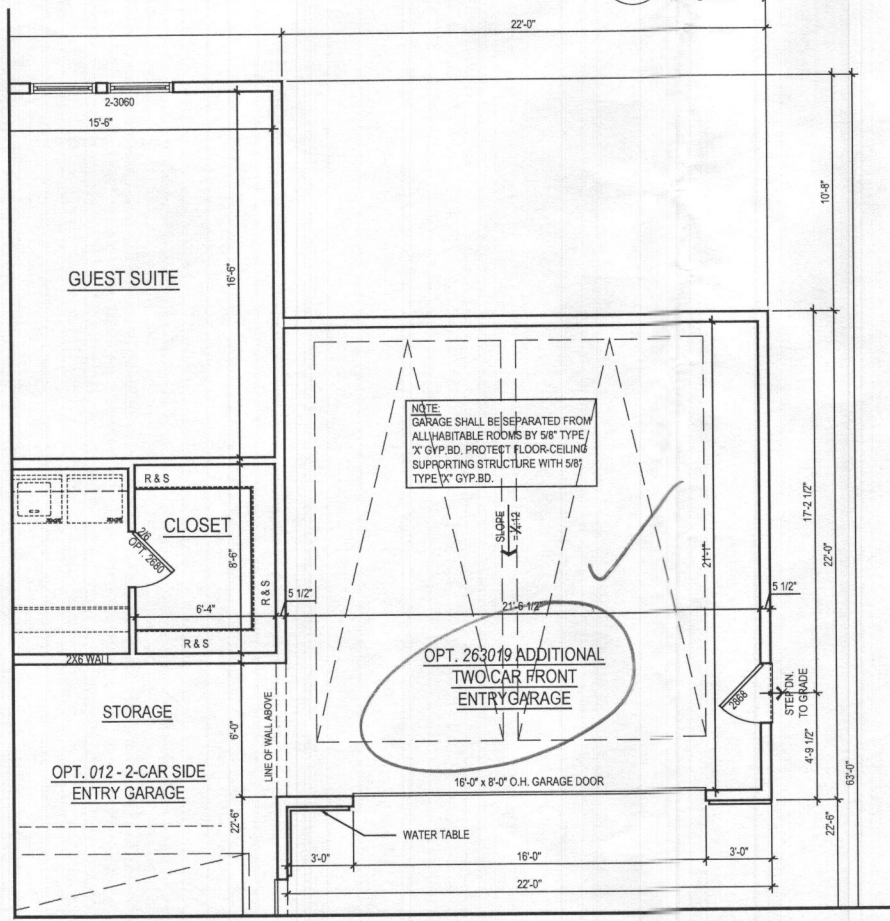 22'-0"
2-3060
15'-6"
10'-8"
GUEST SUITE
16'-6"
NOTE:
GARAGE SHALL BE SEPARATED FROM
ALL HABITABLE ROOMS BY 5/8" TYPE
'X' GYP.BD. PROTECT FLOOR-CEILING
SUPPORTING STRUCTURE WITH 5/8"
TYPE 'X" GYP.BD.
R & S
CLOSET
2/6
OPT. 2680
8'-6"
R & S
6'-4"
R & S
2X6 WALL
5 1/2"
SLOPE
21'-1"
21'-6 1/2"
17'-2 1/2"
22'-0"
5 1/2"
OPT. 263019 ADDITIONAL
TWO CAR FRONT
ENTRY GARAGE
2868
STEP DN.
TO GRADE
4'-9 1/2"
63'-0"
STORAGE
6'-0"
LINE OF WALL ABOVE
OPT. 012 - 2-CAR SIDE
ENTRY GARAGE
16'-0" x 8'-0" O.H. GARAGE DOOR
22'-6"
WATER TABLE
22'-6"
3'-0"
16'-0"
3'-0"
22'-0"